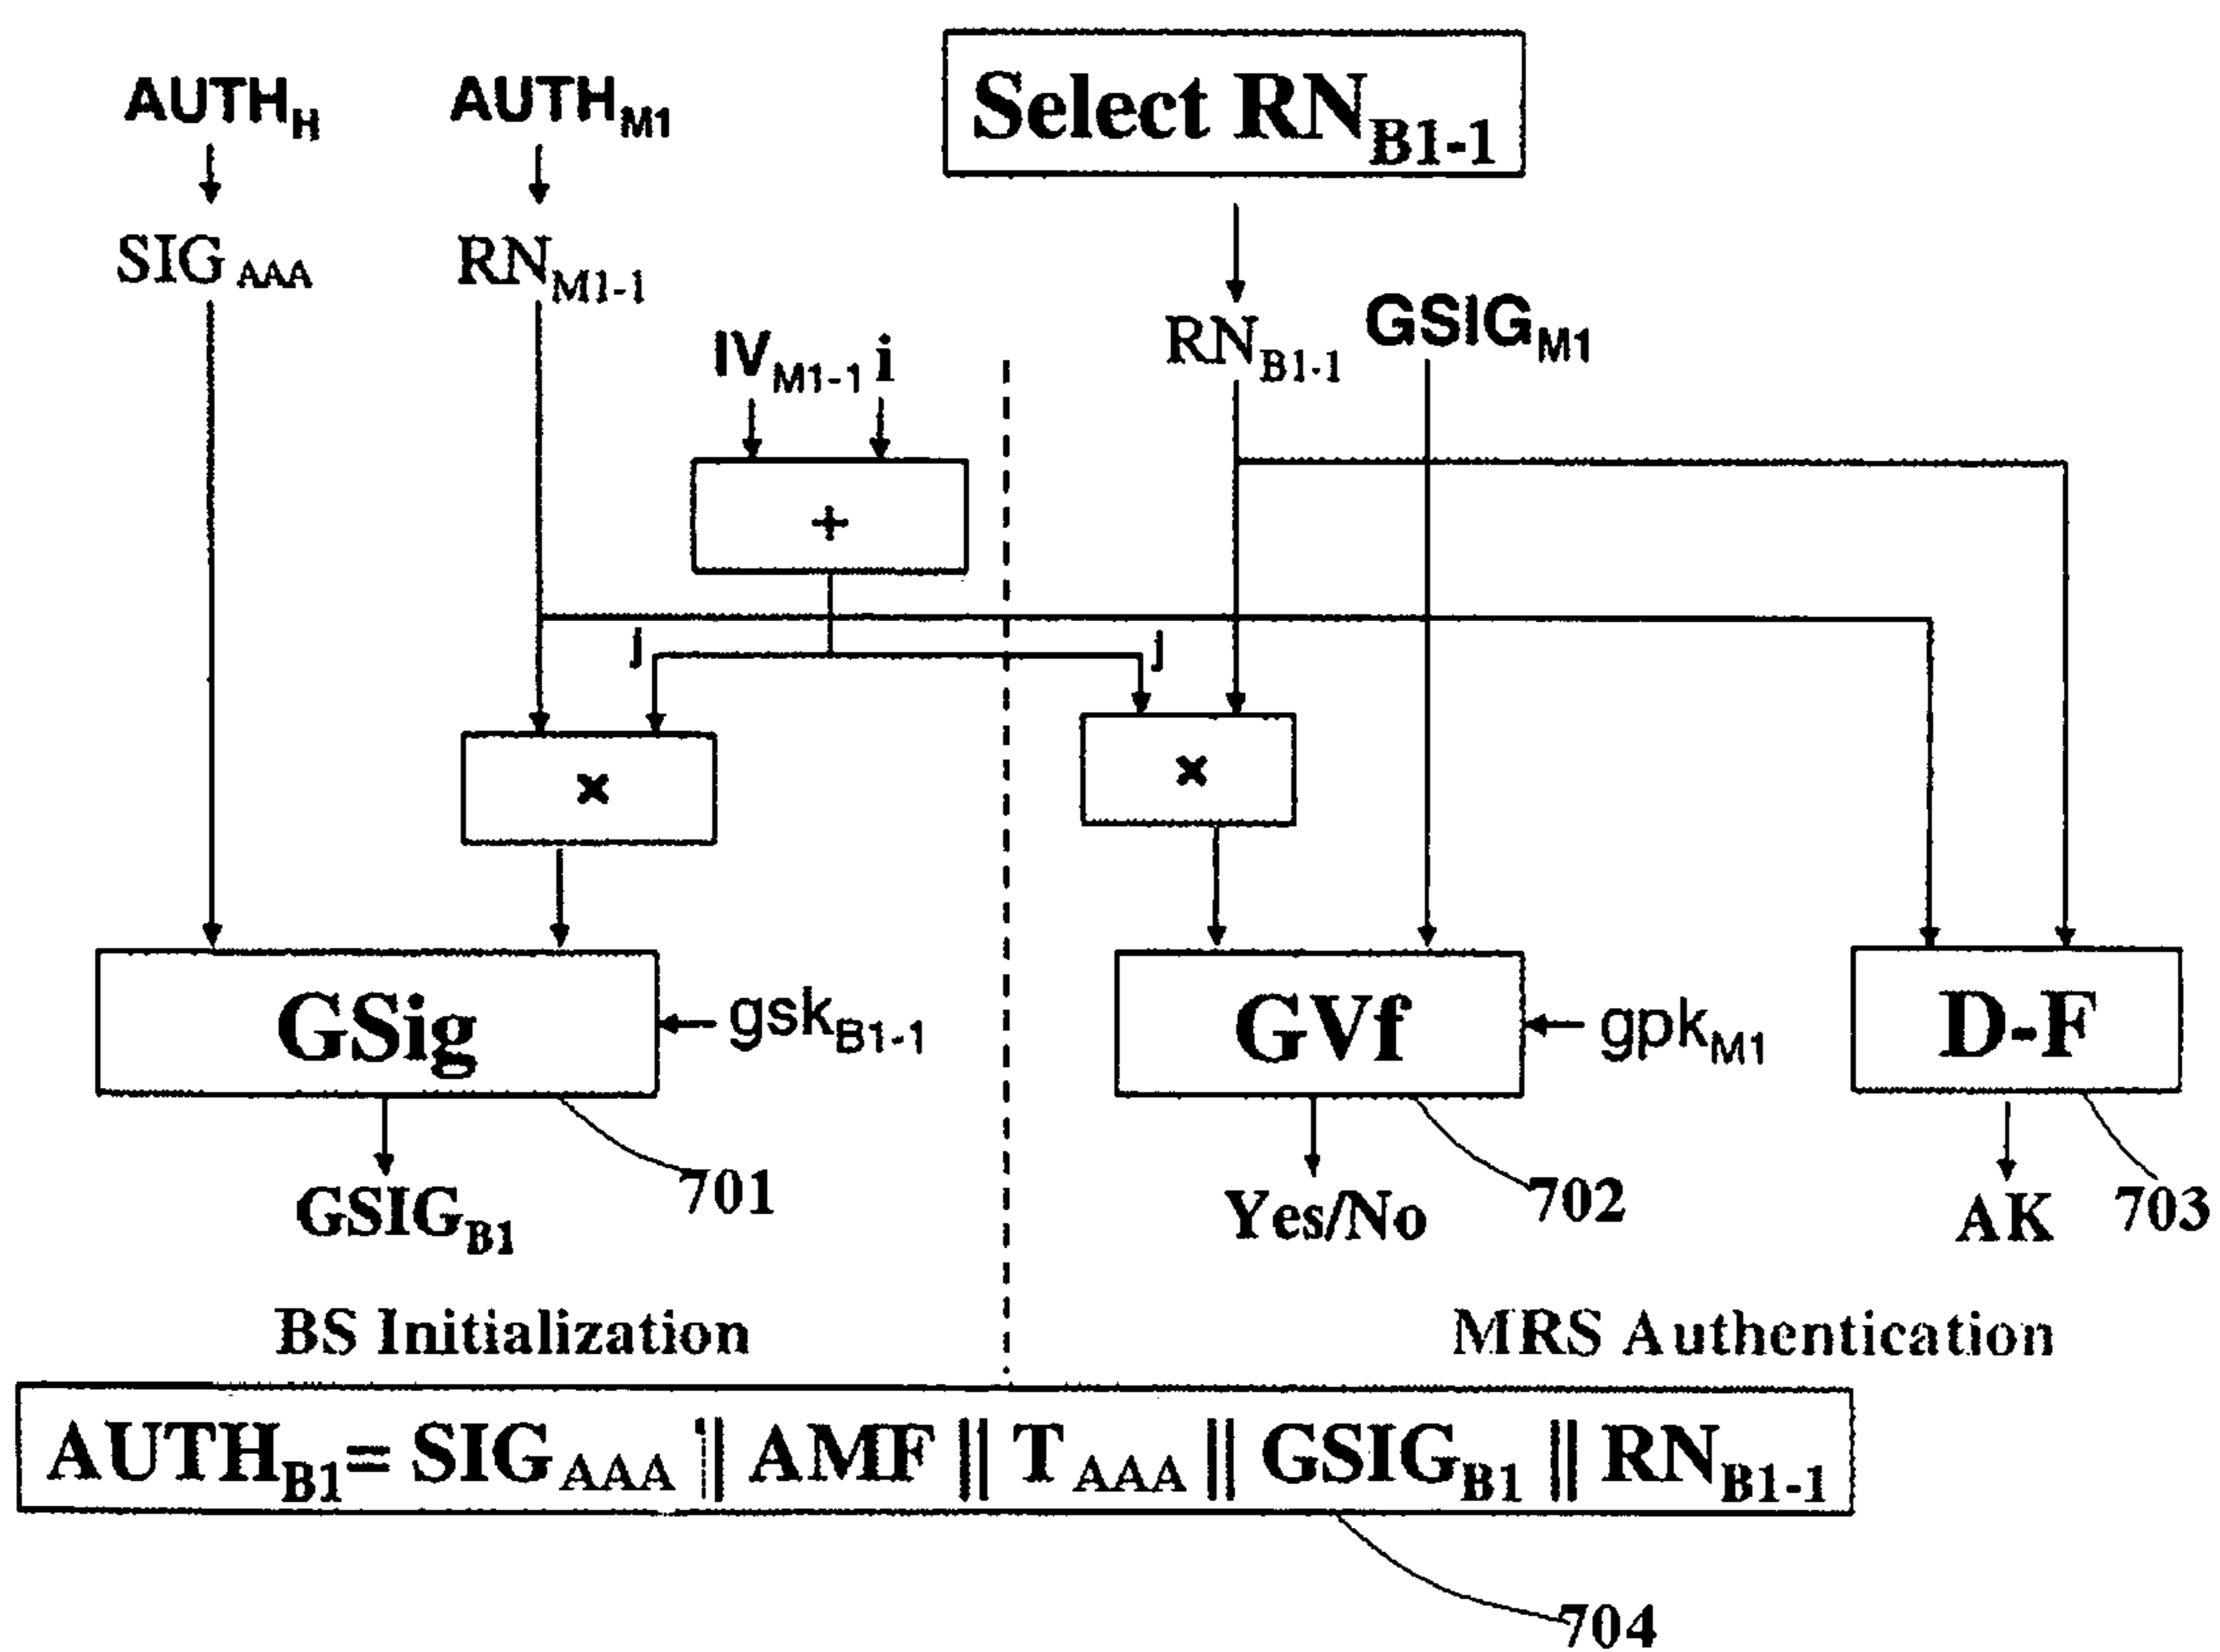 Select RN_B1-1
AUTH_H AUTH_M1
SIG_AAA RN_M1-1
RN_B1-1 GSIG_M1
IV_M1-1 i
+
j j
× ×
GSig gsk_B1-1 GVf gpk_M1 D-F
701 702 703
GSIG_B1 Yes/No AK
BS Initialization MRS Authentication
AUTH_B1= SIG_AAA || AMF || T_AAA || GSIG_B1 || RN_B1-1
704